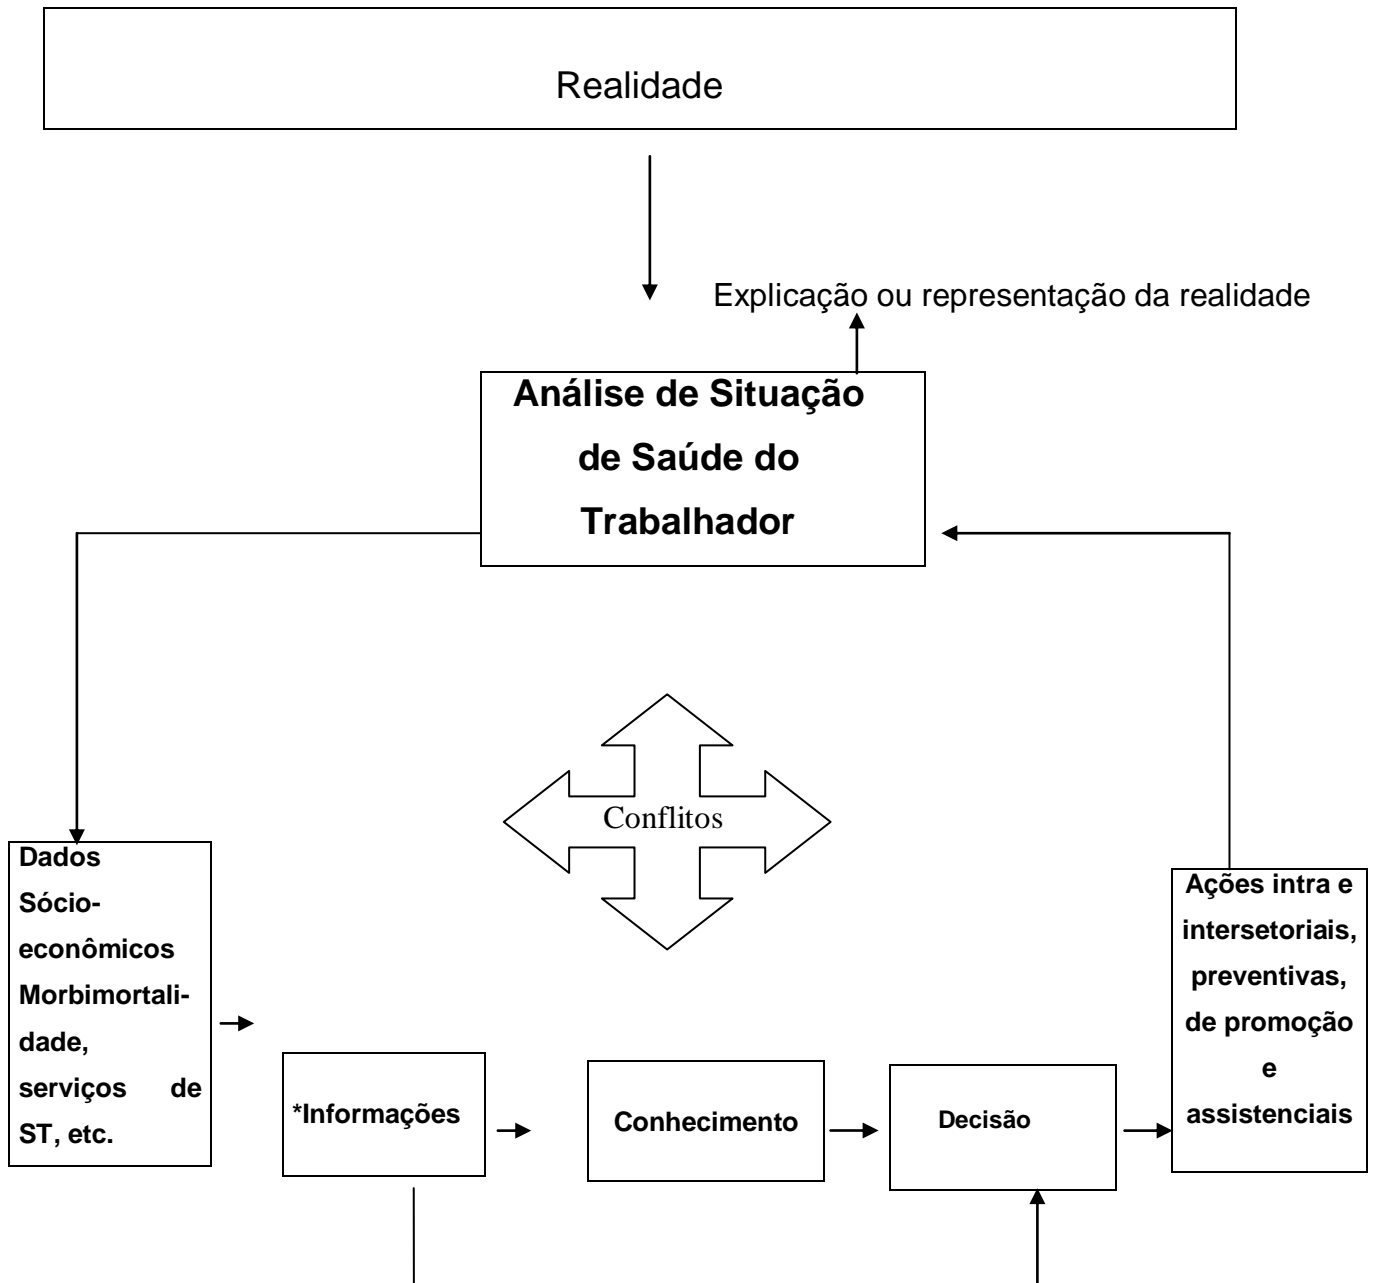 Realidade
Explicação ou representação da realidade
Análise de Situação
de Saúde do
Trabalhador
Conflitos
Dados
Sócio-
econômicos
Morbimortali-
dade,
serviços de
ST, etc.
*Informações
Conhecimento
Decisão
Ações intra e
intersetoriais,
preventivas,
de promoção
e
assistenciais